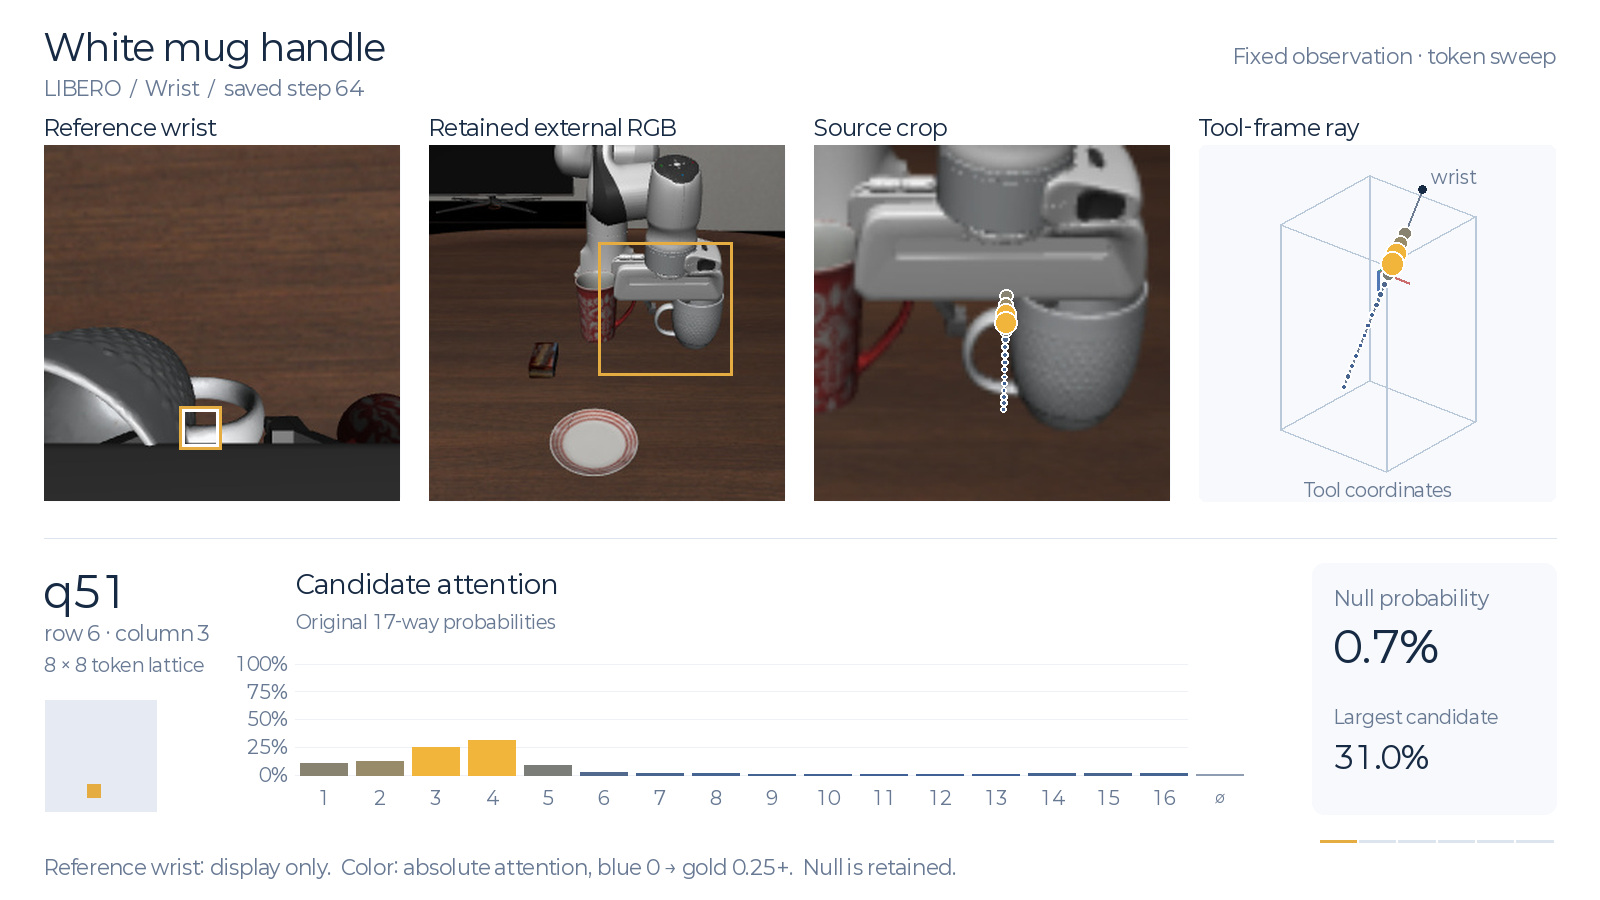 White mug handle
LIBERO / Wrist / saved step 64
Fixed observation · token sweep
Reference wrist
Retained external RGB
Source crop
Tool-frame ray
wrist
Tool coordinates
q51
row 6 · column 3
8 × 8 token lattice
Candidate attention
Original 17-way probabilities
100%
75%
50%
25%
0%
1 2 3 4 5 6 7 8 9 10 11 12 13 14 15 16 ø
Null probability
0.7%
Largest candidate
31.0%
Reference wrist: display only. Color: absolute attention, blue 0 → gold 0.25+. Null is retained.